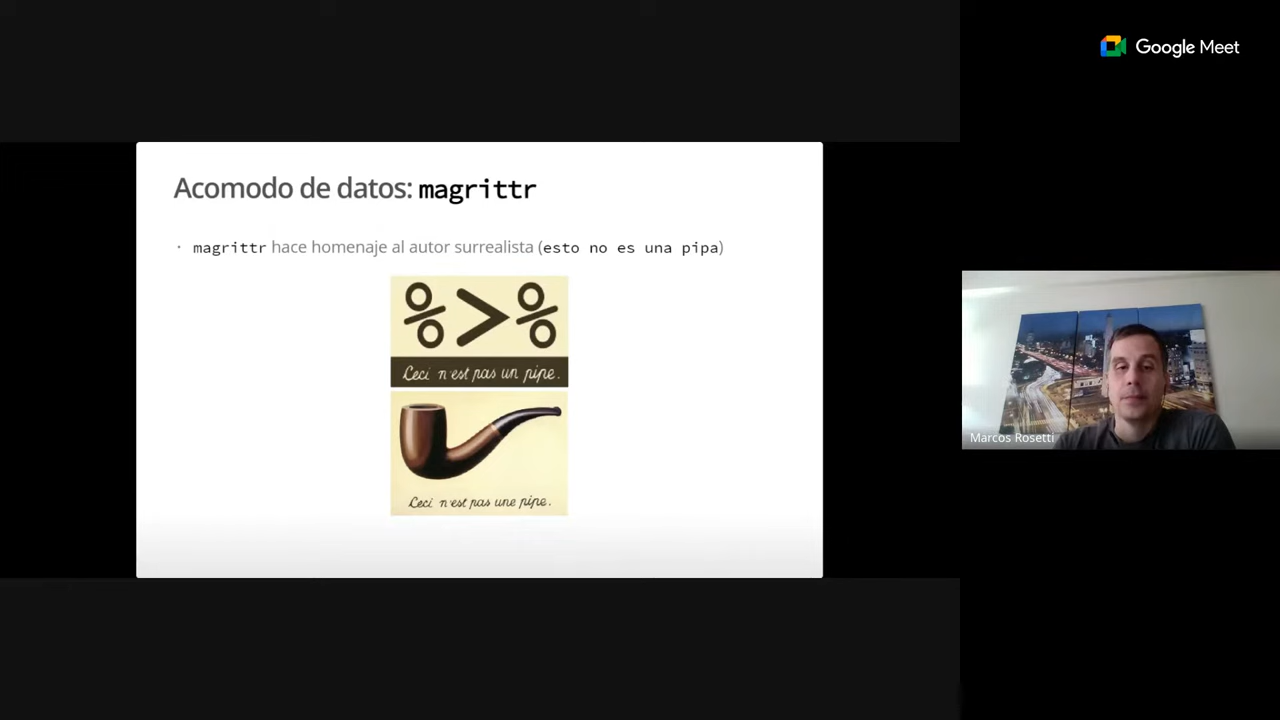 Google Meet
Acomodo de datos: magrittr
· magrittr hace homenaje al autor surrealista (esto no es una pipa)
%>%
Ceci n'est pas un pipe.
Ceci n'est pas une pipe.
Marcos Rosetti